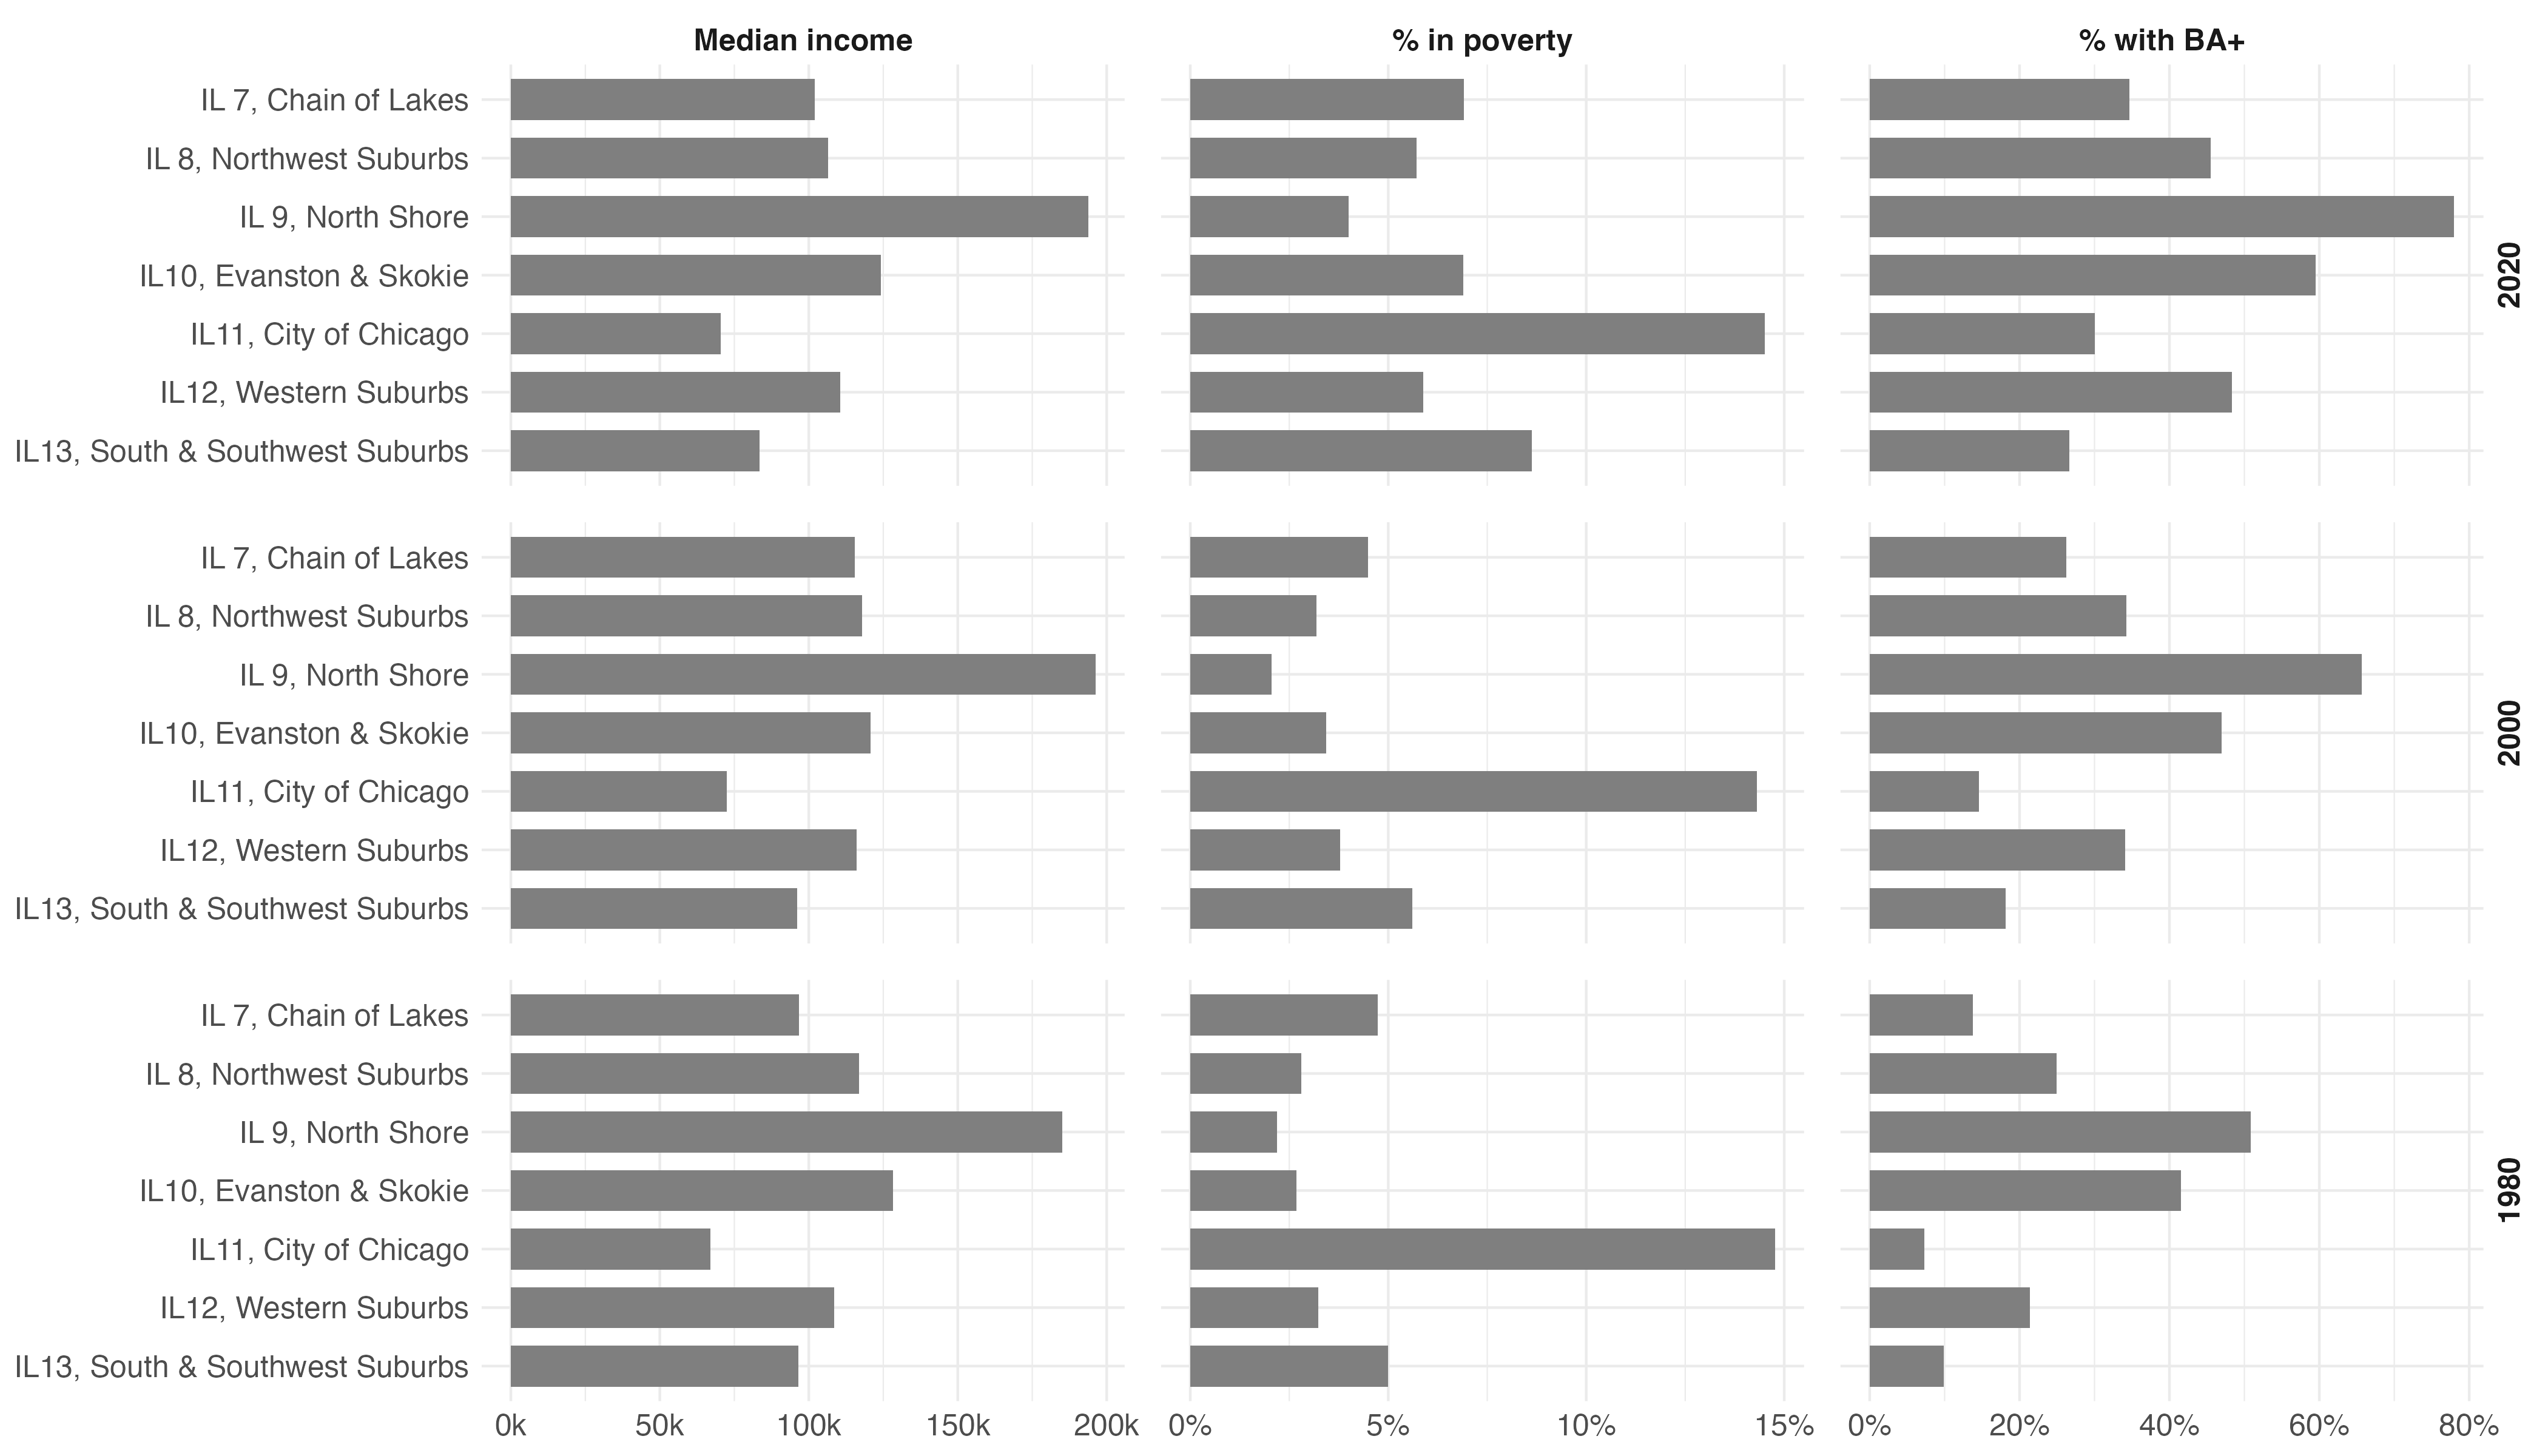 Median income % in poverty % with BA+
IL 7, Chain of Lakes
IL 8, Northwest Suburbs
IL 9, North Shore
IL10, Evanston & Skokie
IL11, City of Chicago
IL12, Western Suburbs
IL13, South & Southwest Suburbs
2020
IL 7, Chain of Lakes
IL 8, Northwest Suburbs
IL 9, North Shore
IL10, Evanston & Skokie
IL11, City of Chicago
IL12, Western Suburbs
IL13, South & Southwest Suburbs
2000
IL 7, Chain of Lakes
IL 8, Northwest Suburbs
IL 9, North Shore
IL10, Evanston & Skokie
IL11, City of Chicago
IL12, Western Suburbs
IL13, South & Southwest Suburbs
1980
0k 50k 100k 150k 200k 0% 5% 10% 15% 0% 20% 40% 60% 80%